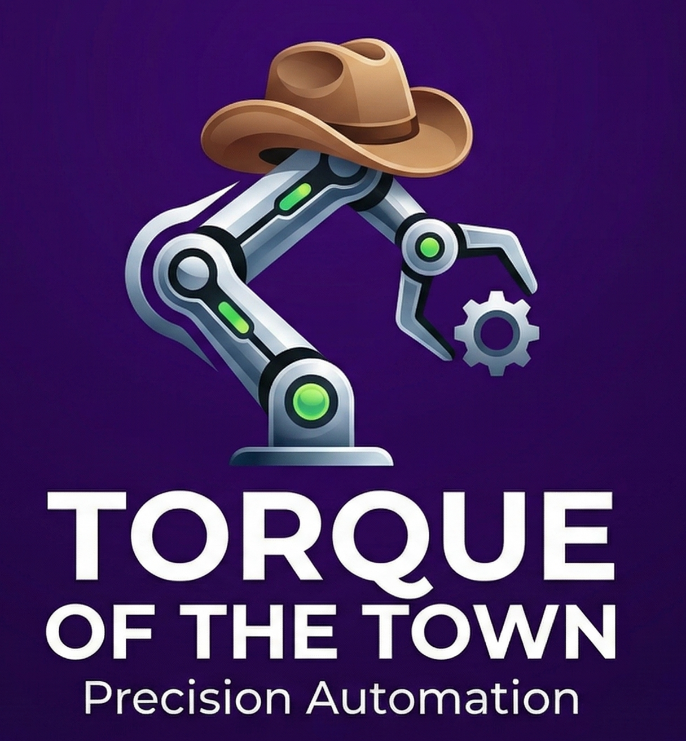 TORQUE
OF THE TOWN
Precision Automation